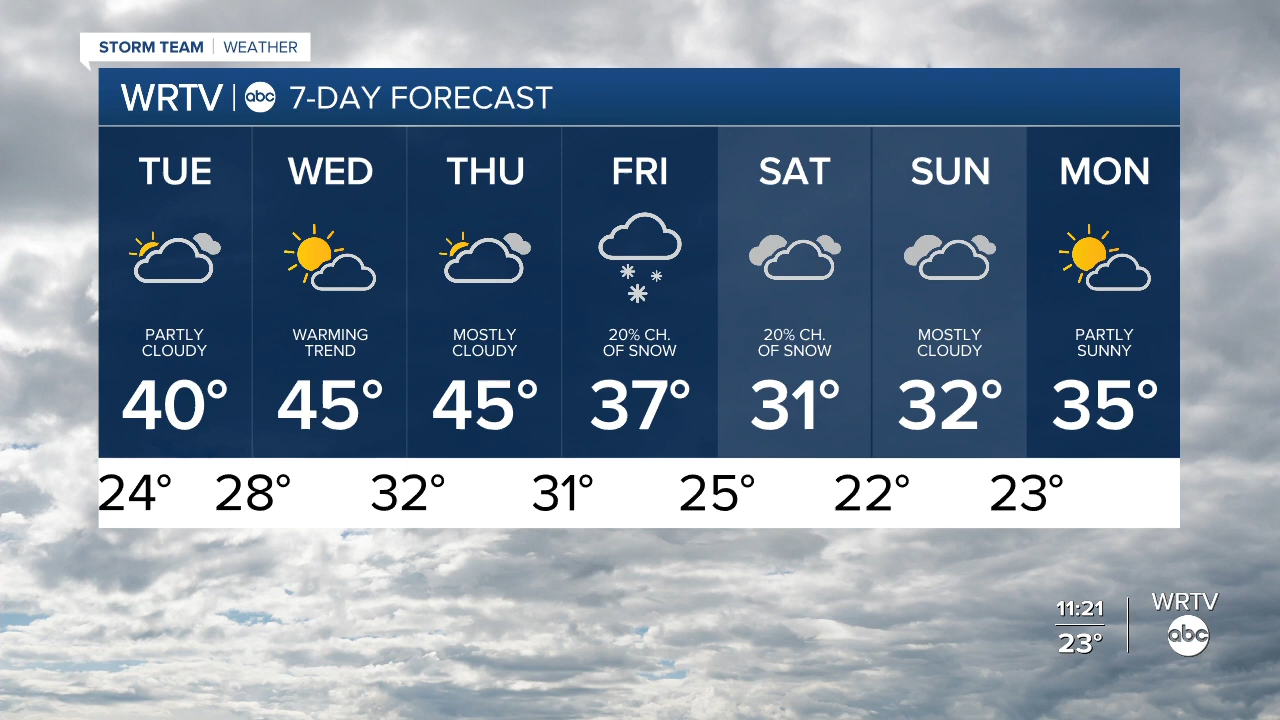 STORM TEAM | WEATHER
WRTV | abc 7-DAY FORECAST
TUE WED THU FRI SAT SUN MON
PARTLY WARMING MOSTLY 20% CH. 20% CH. MOSTLY PARTLY
CLOUDY TREND CLOUDY OF SNOW OF SNOW CLOUDY SUNNY
40° 45° 45° 37° 31° 32° 35°
24° 28° 32° 31° 25° 22° 23°
11:21
23°
WRTV
abc